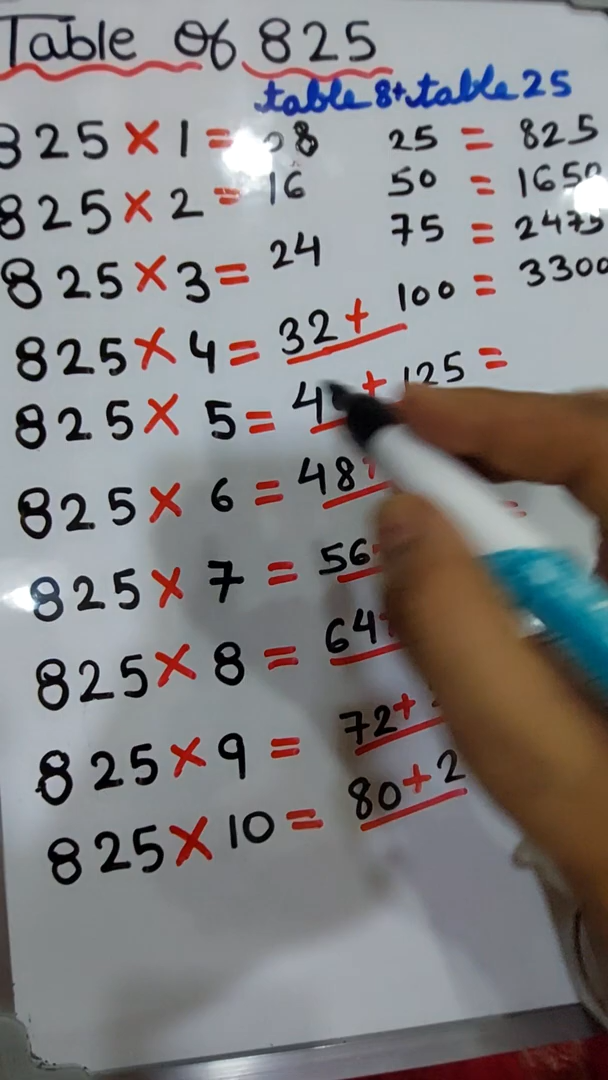 Table Of 825
table 8+ table 25
825 × 1 = 08 25 = 825
825 × 2 = 16 50 = 1650
825 × 3 = 24 75 = 2475
825 × 4 = 32 + 100 = 3300
825 × 5 = 40 + 125 =
825 × 6 = 48+ =
825 × 7 = 56
825 × 8 = 64
825 × 9 = 72+
825 × 10 = 80+2